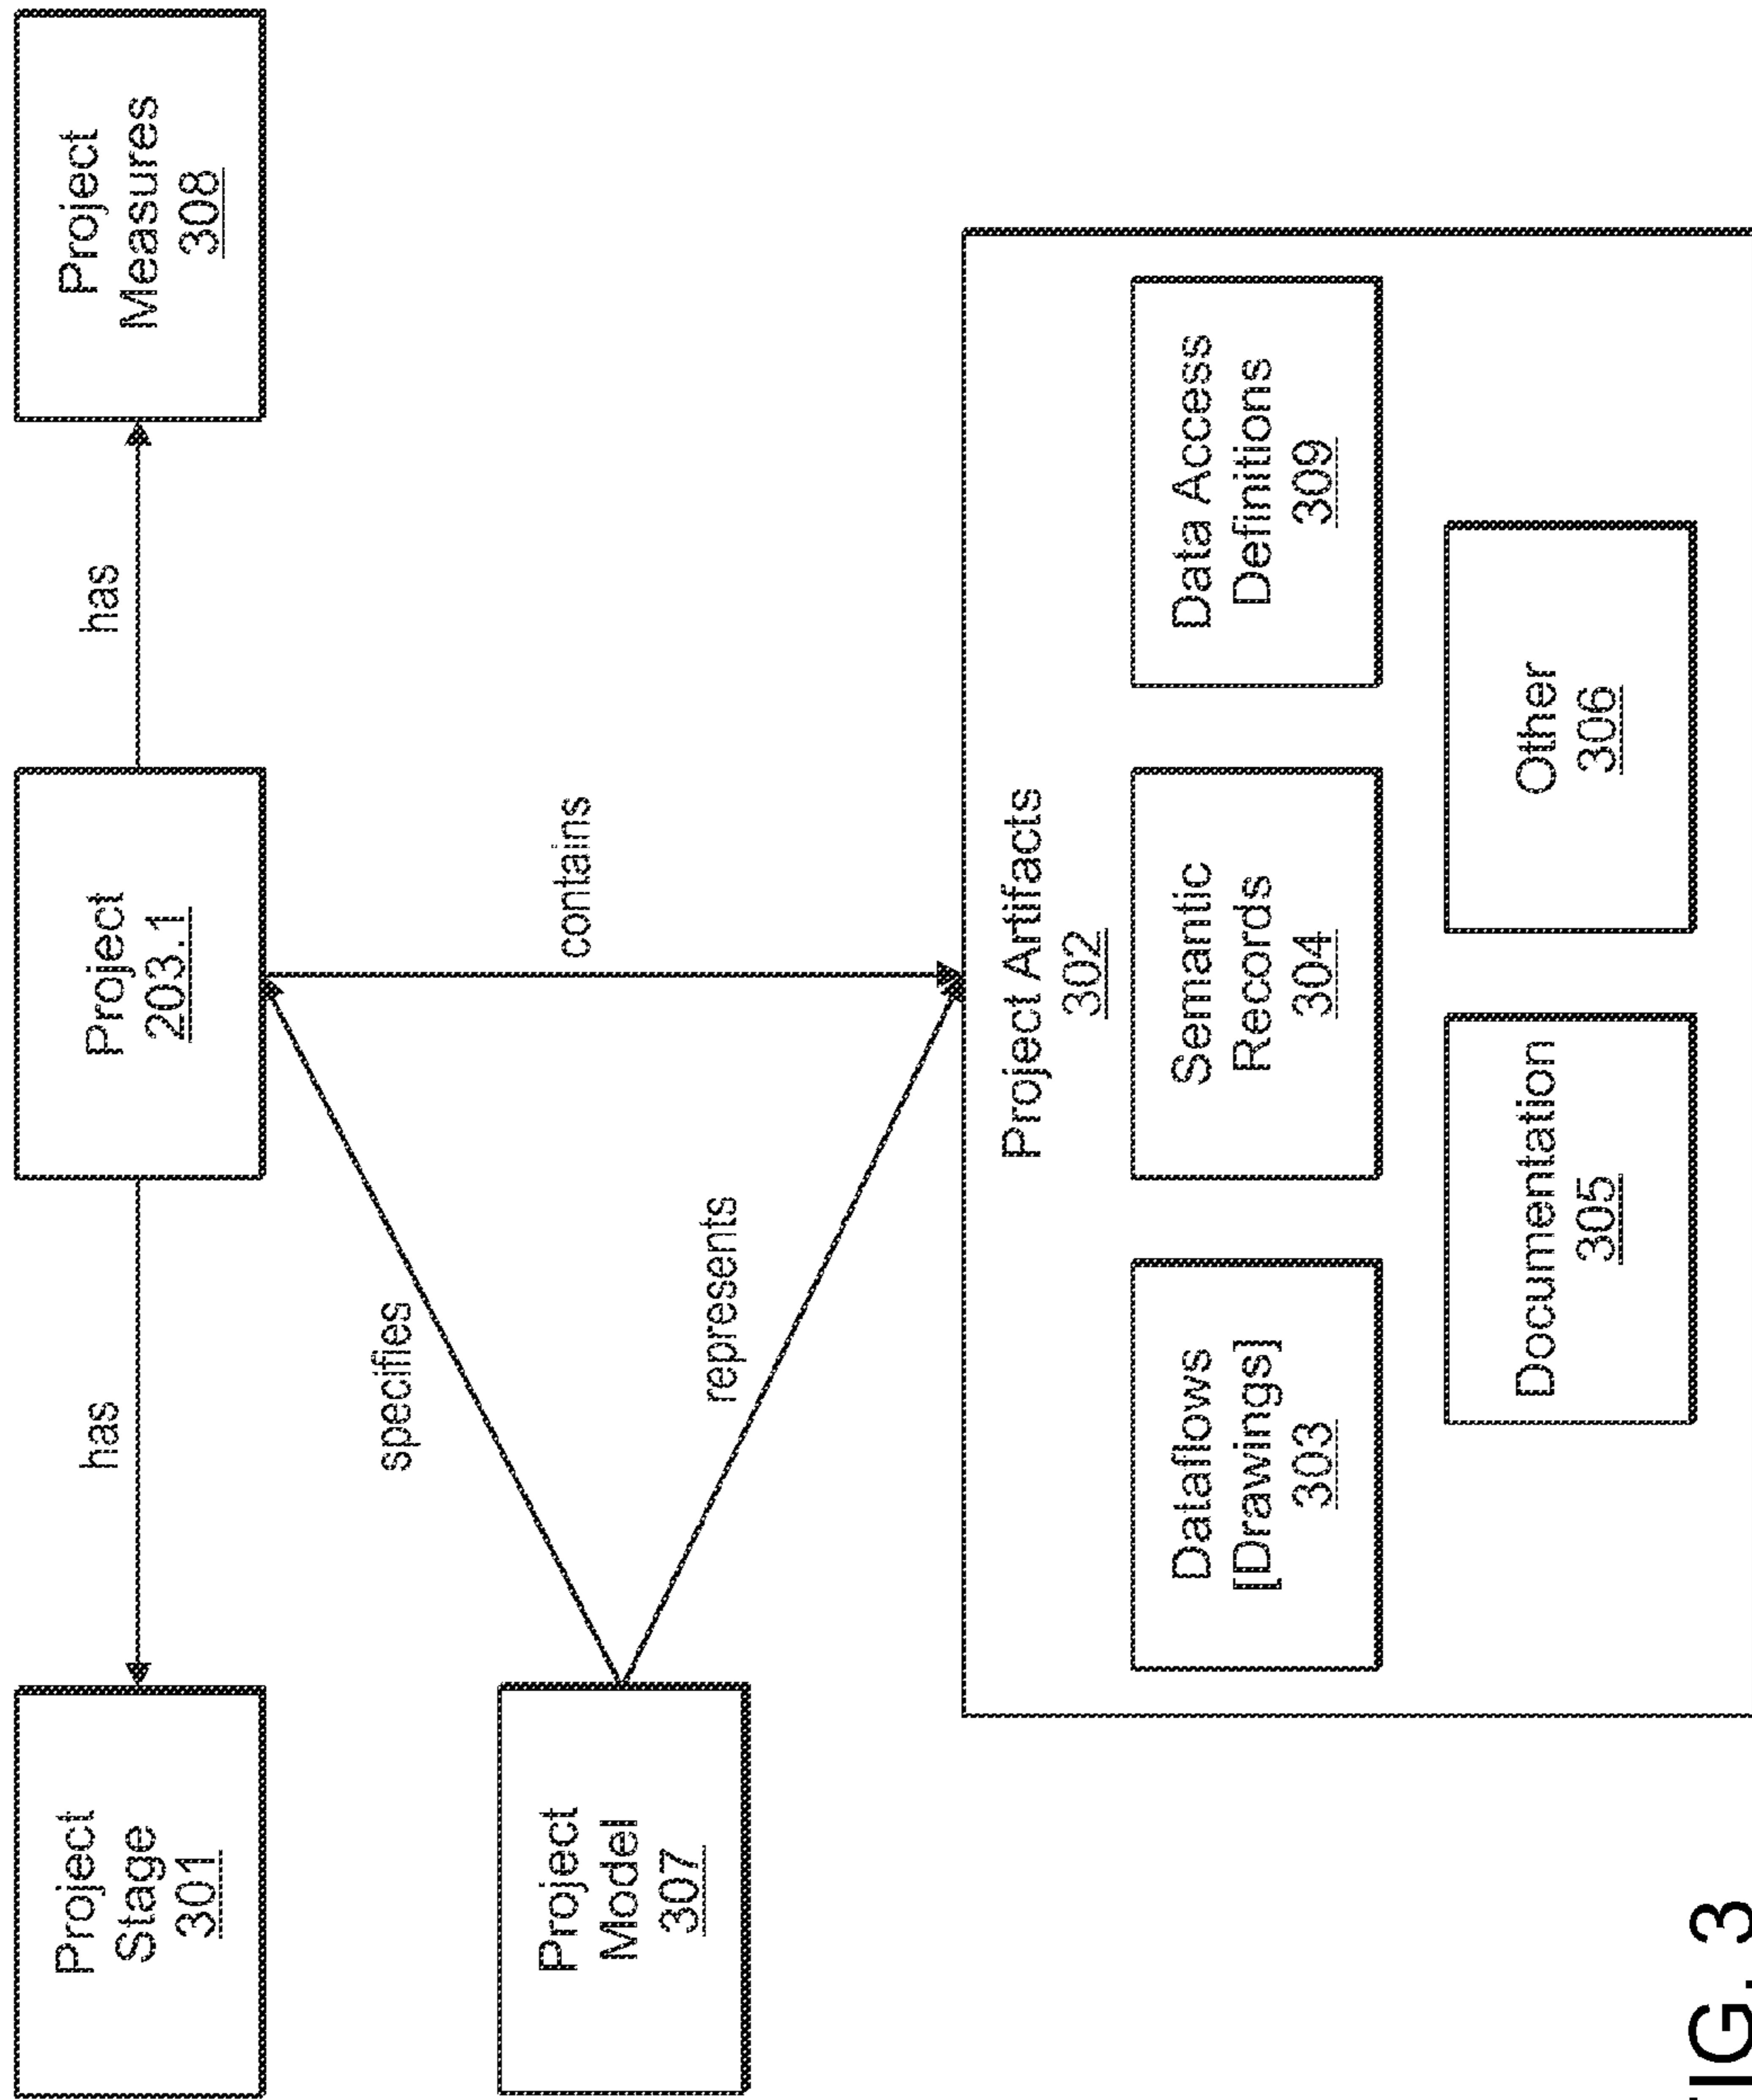 Project
Stage
301
has
Project
203.1
has
Project
Measures
308
specifies
contains
Project
Model
307
represents
Project Artifacts
302
Dataflows
[Drawings]
303
Semantic
Records
304
Data Access
Definitions
309
Documentation
305
Other
306
IG. 3